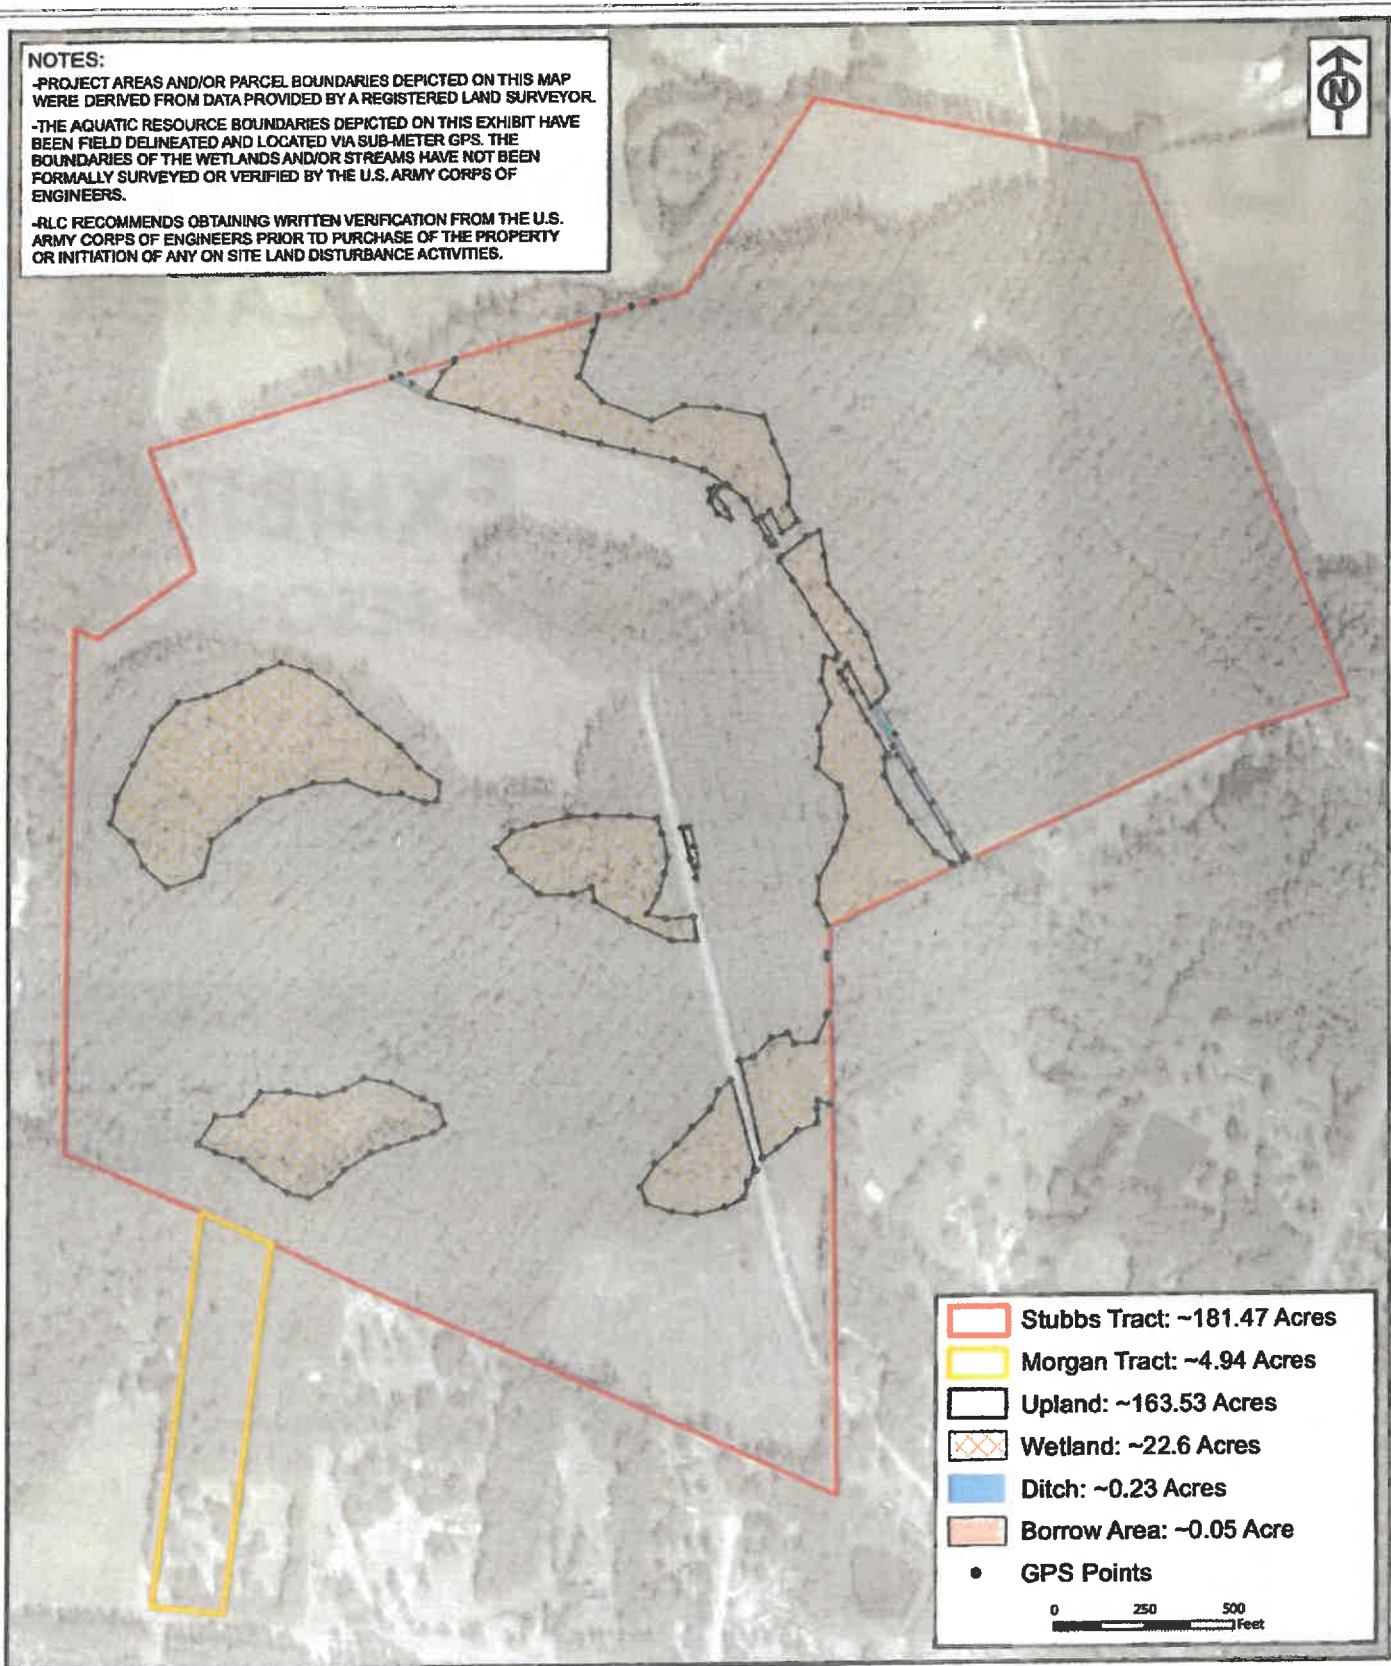 NOTES:
-PROJECT AREAS AND/OR PARCEL BOUNDARIES DEPICTED ON THIS MAP
WERE DERIVED FROM DATA PROVIDED BY A REGISTERED LAND SURVEYOR.
-THE AQUATIC RESOURCE BOUNDARIES DEPICTED ON THIS EXHIBIT HAVE
BEEN FIELD DELINEATED AND LOCATED VIA SUB-METER GPS. THE
BOUNDARIES OF THE WETLANDS AND/OR STREAMS HAVE NOT BEEN
FORMALLY SURVEYED OR VERIFIED BY THE U.S. ARMY CORPS OF
ENGINEERS.
-RLC RECOMMENDS OBTAINING WRITTEN VERIFICATION FROM THE U.S.
ARMY CORPS OF ENGINEERS PRIOR TO PURCHASE OF THE PROPERTY
OR INITIATION OF ANY ON SITE LAND DISTURBANCE ACTIVITIES.
N
Stubbs Tract: ~181.47 Acres
Morgan Tract: ~4.94 Acres
Upland: ~163.53 Acres
Wetland: ~22.6 Acres
Ditch: ~0.23 Acres
Borrow Area: ~0.05 Acre
GPS Points
0 250 500
Feet